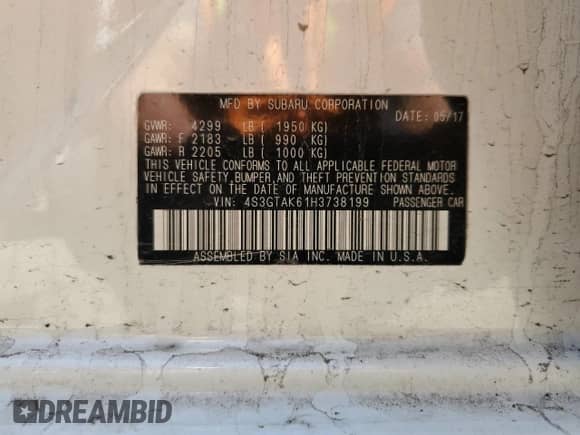 MFD BY SUBARU CORPORATION
DATE: 05/17
GVWR: 4299 LB ( 1950 KG)
GAWR: F 2183 LB ( 990 KG)
GAWR: R 2205 LB ( 1000 KG)
THIS VEHICLE CONFORMS TO ALL APPLICABLE FEDERAL MOTOR
VEHICLE SAFETY, BUMPER, AND THEFT PREVENTION STANDARDS
IN EFFECT ON THE DATE OF MANUFACTURE SHOWN ABOVE.
VIN: 4S3GTAK61H3738199 PASSENGER CAR
ASSEMBLED BY SIA INC. MADE IN U.S.A.
DREAMBID